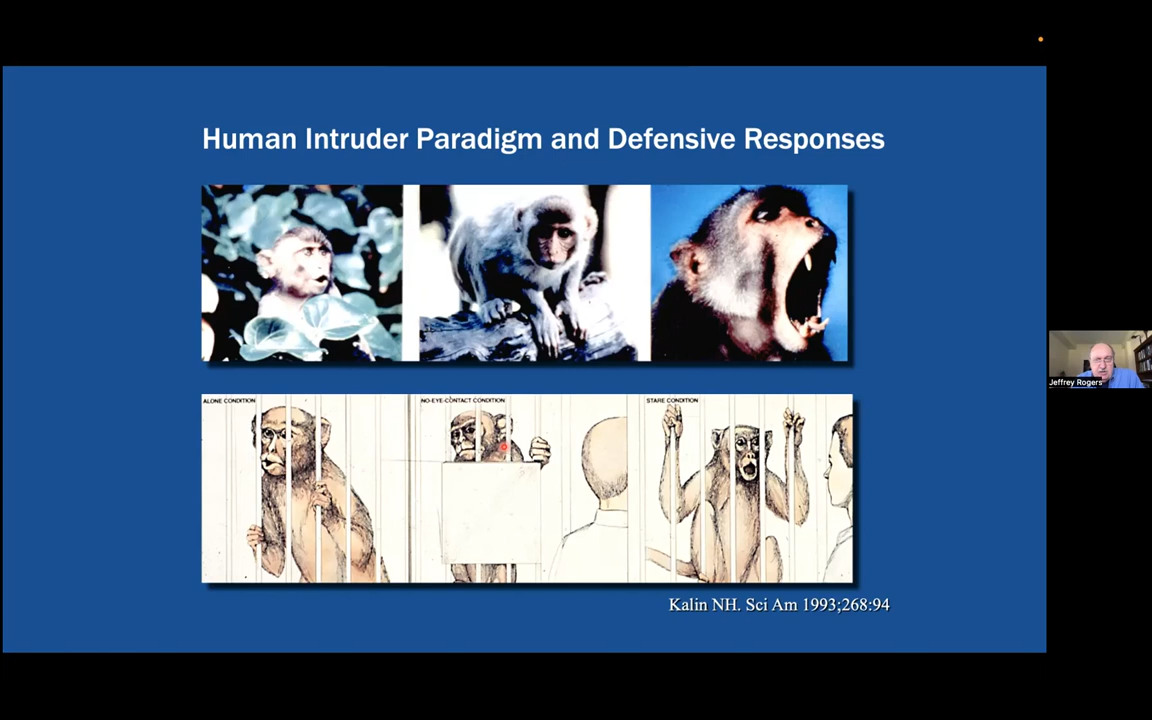 Human Intruder Paradigm and Defensive Responses
ALONE CONDITION
NO-EYE-CONTACT CONDITION
STARE CONDITION
Jeffrey Rogers
Kalin NH. Sci Am 1993;268:94